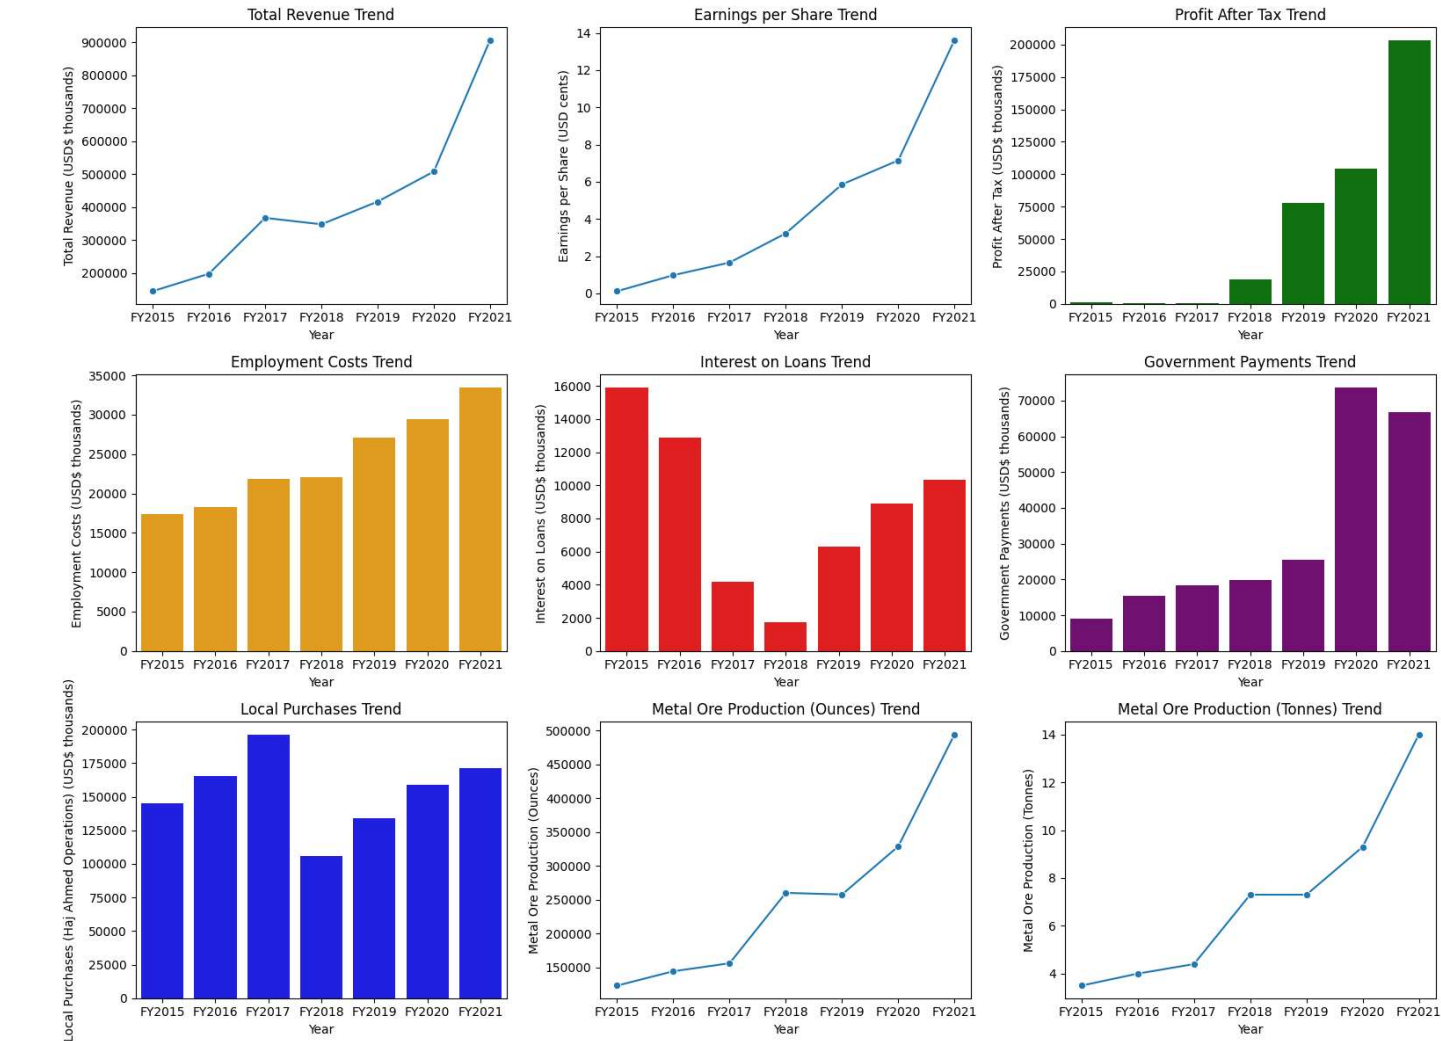 Total Revenue Trend
Total Revenue (USD$ thousands)
900000
800000
700000
600000
500000
400000
300000
200000
FY2015 FY2016 FY2017 FY2018 FY2019 FY2020 FY2021
Year
Earnings per Share Trend
Earnings per Share (USD cents)
14
12
10
8
6
4
2
0
FY2015 FY2016 FY2017 FY2018 FY2019 FY2020 FY2021
Year
Profit After Tax Trend
Profit After Tax (USD$ thousands)
200000
175000
150000
125000
100000
75000
50000
25000
0
FY2015 FY2016 FY2017 FY2018 FY2019 FY2020 FY2021
Year
Employment Costs Trend
Employment Costs (USD$ thousands)
35000
30000
25000
20000
15000
10000
5000
0
FY2015 FY2016 FY2017 FY2018 FY2019 FY2020 FY2021
Year
Interest on Loans Trend
Interest on Loans (USD$ thousands)
16000
14000
12000
10000
8000
6000
4000
2000
0
FY2015 FY2016 FY2017 FY2018 FY2019 FY2020 FY2021
Year
Government Payments Trend
Government Payments (USD$ thousands)
70000
60000
50000
40000
30000
20000
10000
0
FY2015 FY2016 FY2017 FY2018 FY2019 FY2020 FY2021
Year
Local Purchases Trend
Local Purchases (Haj Ahmed Operations) (USD$ thousands)
200000
175000
150000
125000
100000
75000
50000
25000
0
FY2015 FY2016 FY2017 FY2018 FY2019 FY2020 FY2021
Year
Metal Ore Production (Ounces) Trend
Metal Ore Production (Ounces)
500000
450000
400000
350000
300000
250000
200000
150000
FY2015 FY2016 FY2017 FY2018 FY2019 FY2020 FY2021
Year
Metal Ore Production (Tonnes) Trend
Metal Ore Production (Tonnes)
14
12
10
8
6
4
FY2015 FY2016 FY2017 FY2018 FY2019 FY2020 FY2021
Year